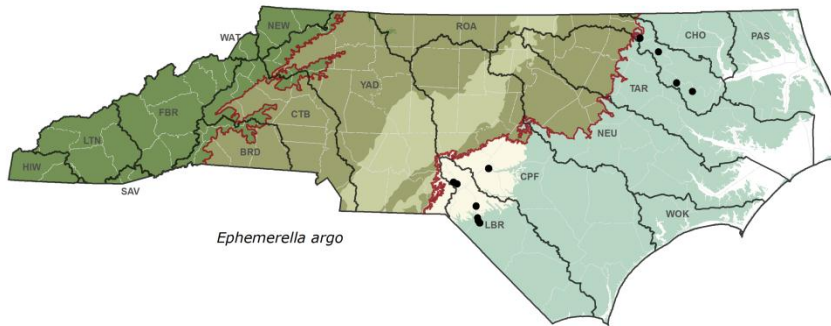 NEW
WAT
ROA
CHO
PAS
YAD
TAR
FBR
CTB
LTN
NEU
BRD
HIW
CPF
SAV
WOK
LBR
Ephemerella argo